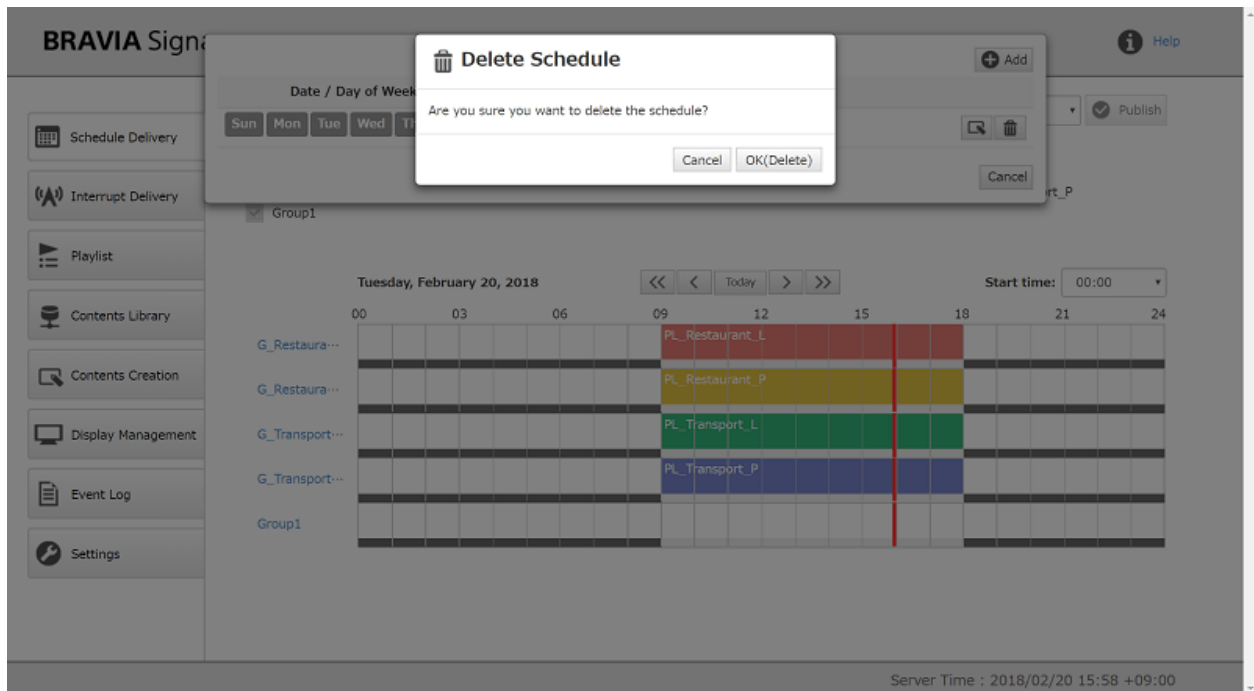 BRAVIA Signa
Help
Delete Schedule
Are you sure you want to delete the schedule?
Cancel OK(Delete)
Add
Date / Day of Week
Sun Mon Tue Wed Th
Cancel
Publish
rt_P
Group1
Schedule Delivery
Interrupt Delivery
Playlist
Contents Library
Contents Creation
Display Management
Event Log
Settings
Tuesday, February 20, 2018 << < Today > >> Start time: 00:00
00 03 06 09 12 15 18 21 24
G_Restaura… PL_Restaurant_L
G_Restaura… PL_Restaurant_P
G_Transport… PL_Transport_L
G_Transport… PL_Transport_P
Group1
Server Time : 2018/02/20 15:58 +09:00